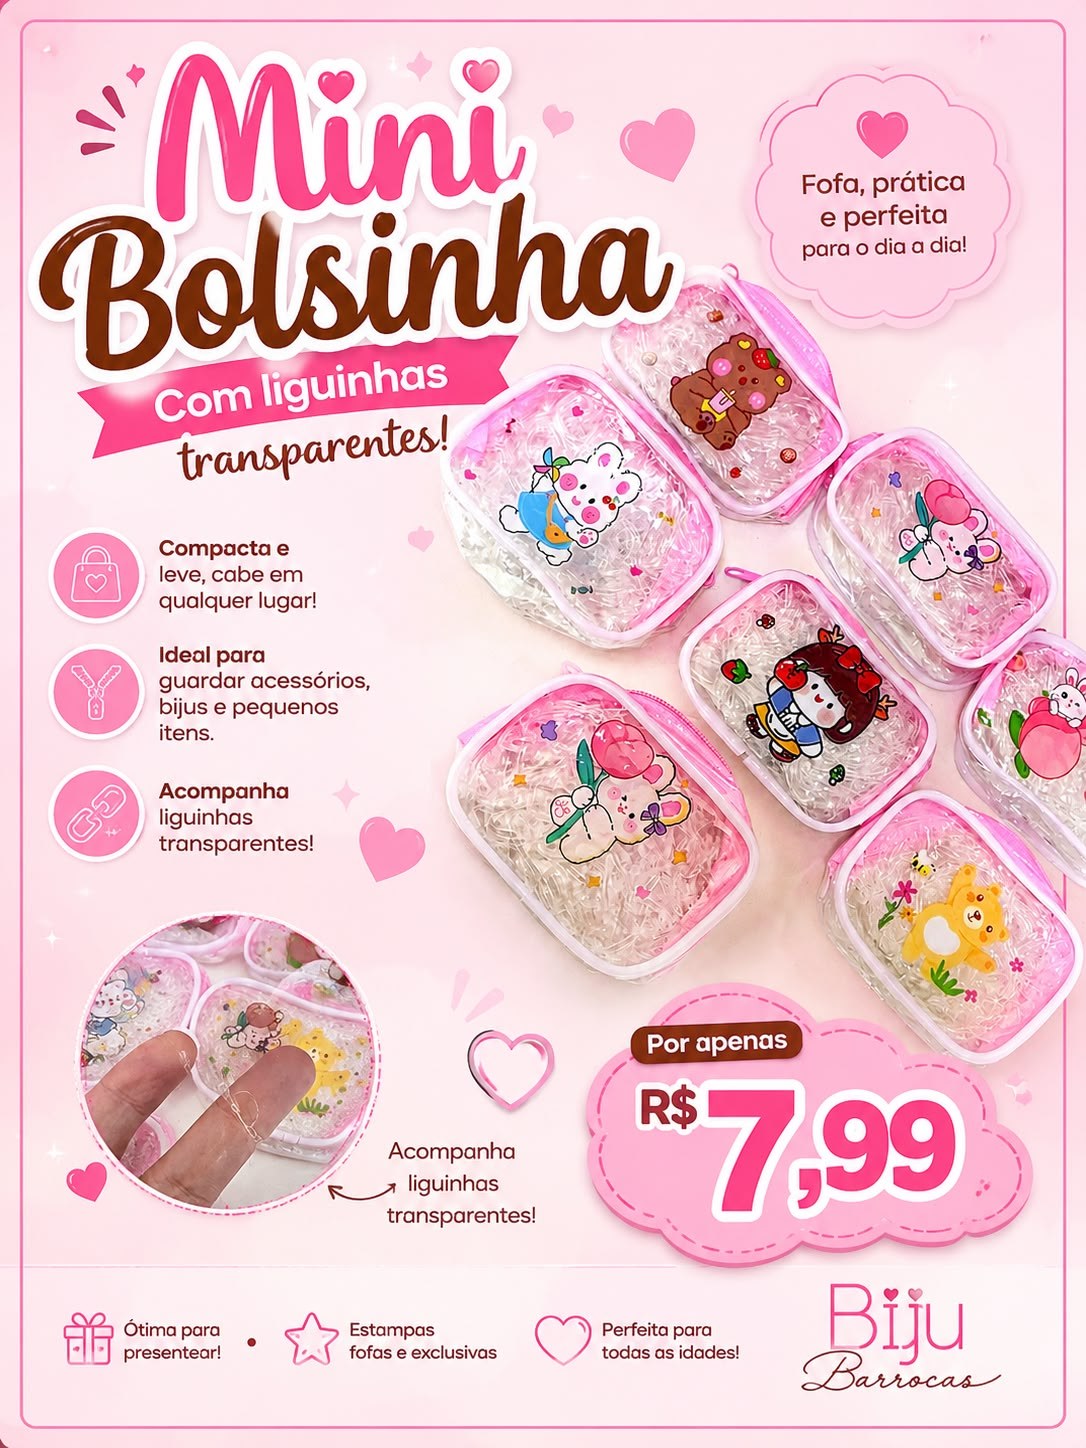 Mini
Bolsinha
Com liguinhas
transparentes!
Fofa, prática
e perfeita
para o dia a dia!
Compacta e
leve, cabe em
qualquer lugar!
Ideal para
guardar acessórios,
bijus e pequenos
itens.
Acompanha
liguinhas
transparentes!
Acompanha
liguinhas
transparentes!
Por apenas
R$7,99
Ótima para
presentear!
•
Estampas
fofas e exclusivas
Perfeita para
todas as idades!
Biju
Barrocas